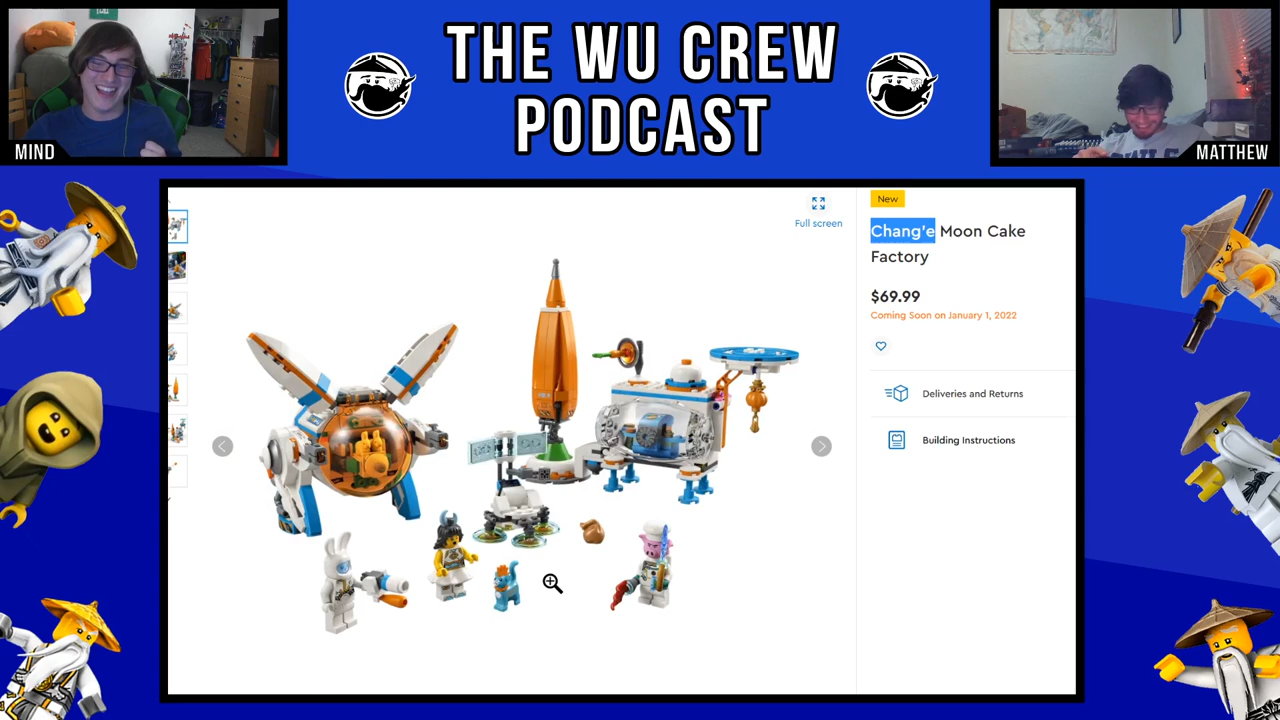 THE WU CREW
PODCAST
MIND
MATTHEW
Full screen
New
Chang'e Moon Cake
Factory
$69.99
Coming Soon on January 1, 2022
Deliveries and Returns
Building Instructions